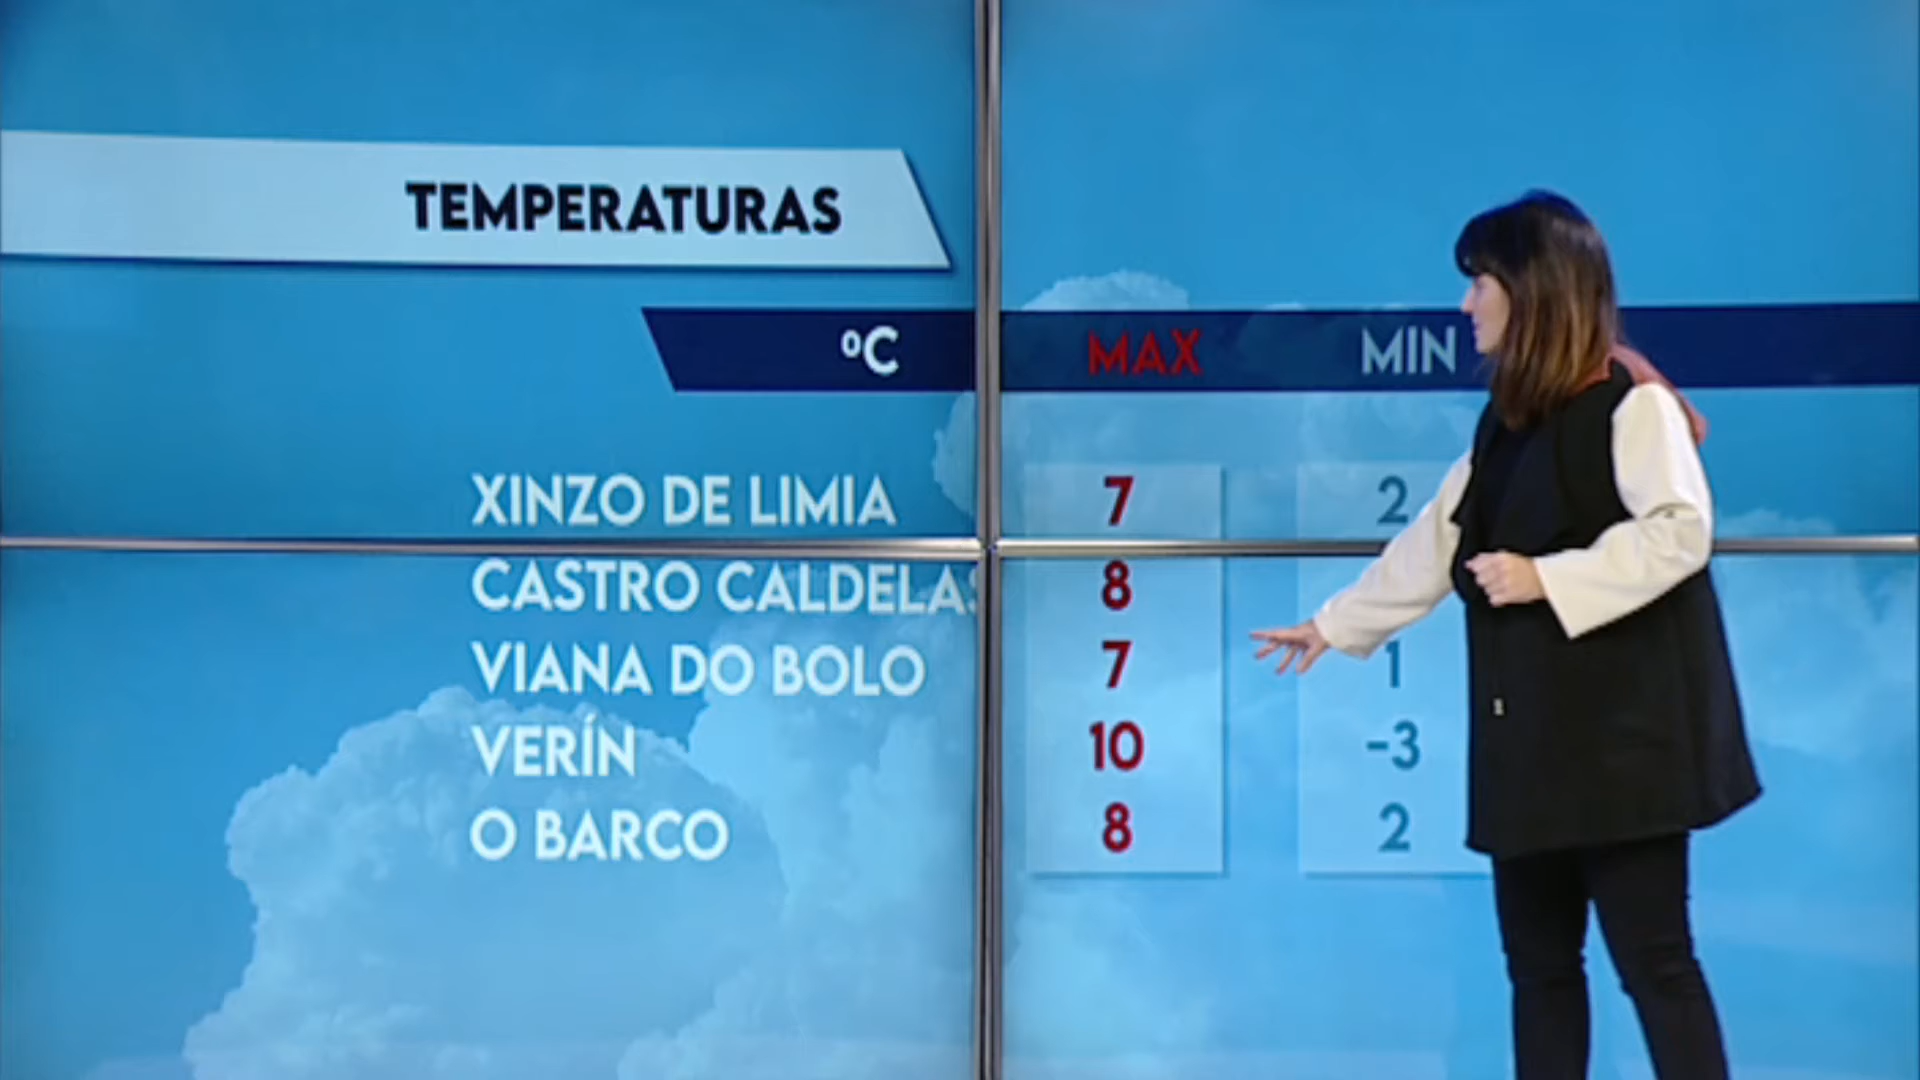 TEMPERATURAS
ºC MAX MIN
XINZO DE LIMIA 7 2
CASTRO CALDELAS 8
VIANA DO BOLO 7 1
VERÍN 10 -3
O BARCO 8 2